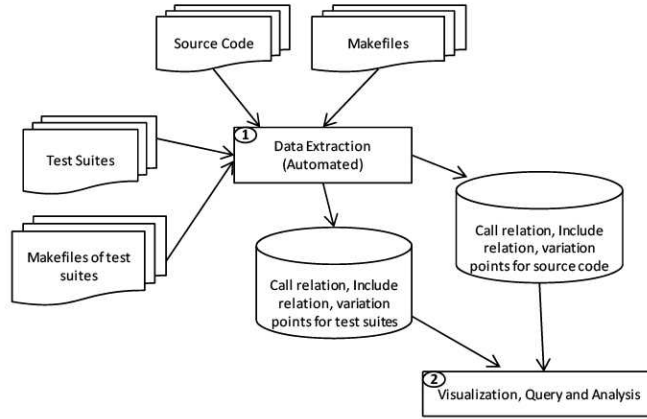 Source Code
Makefiles
1
Data Extraction
(Automated)
Test Suites
Makefiles of test
suites
Call relation, Include
relation, variation
points for source code
Call relation, Include
relation, variation
points for test suites
2
Visualization, Query and Analysis